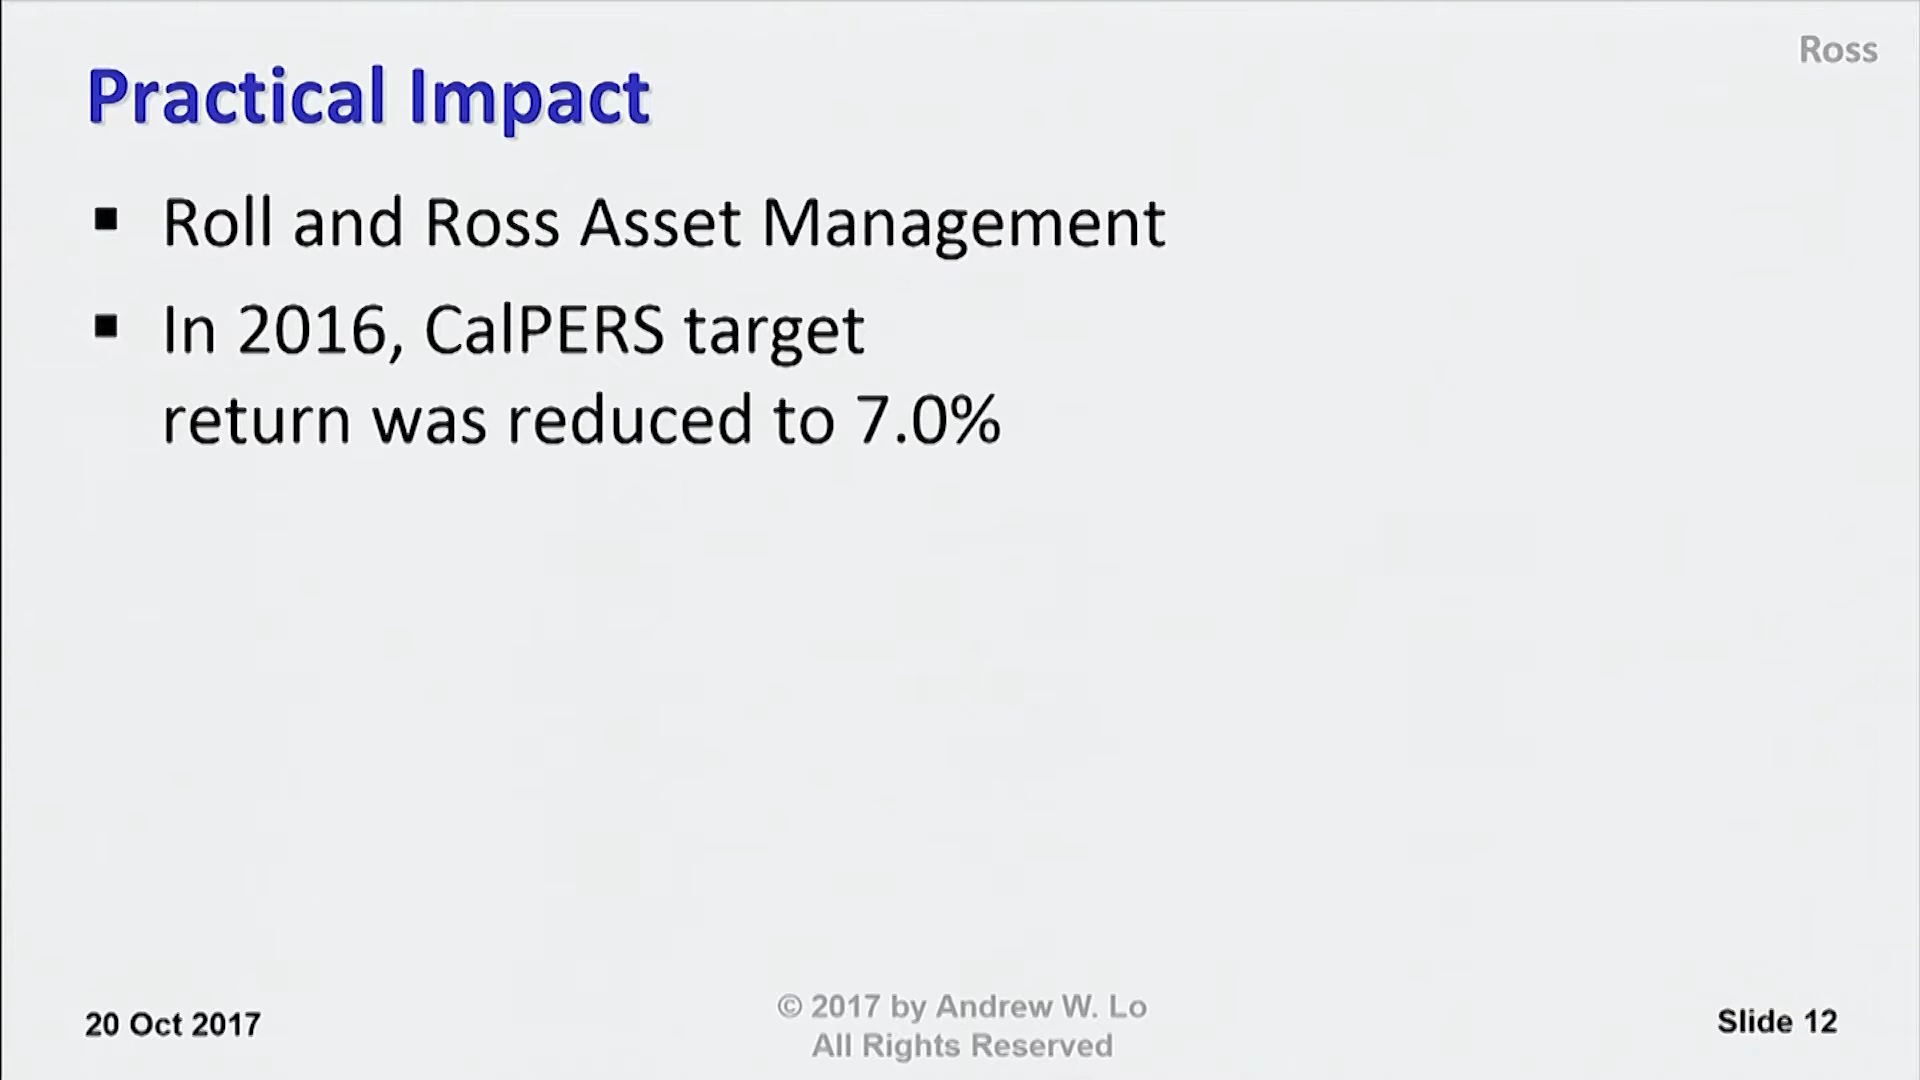 Ross
Practical Impact
▪ Roll and Ross Asset Management
▪ In 2016, CalPERS target
return was reduced to 7.0%
20 Oct 2017
© 2017 by Andrew W. Lo
All Rights Reserved
Slide 12